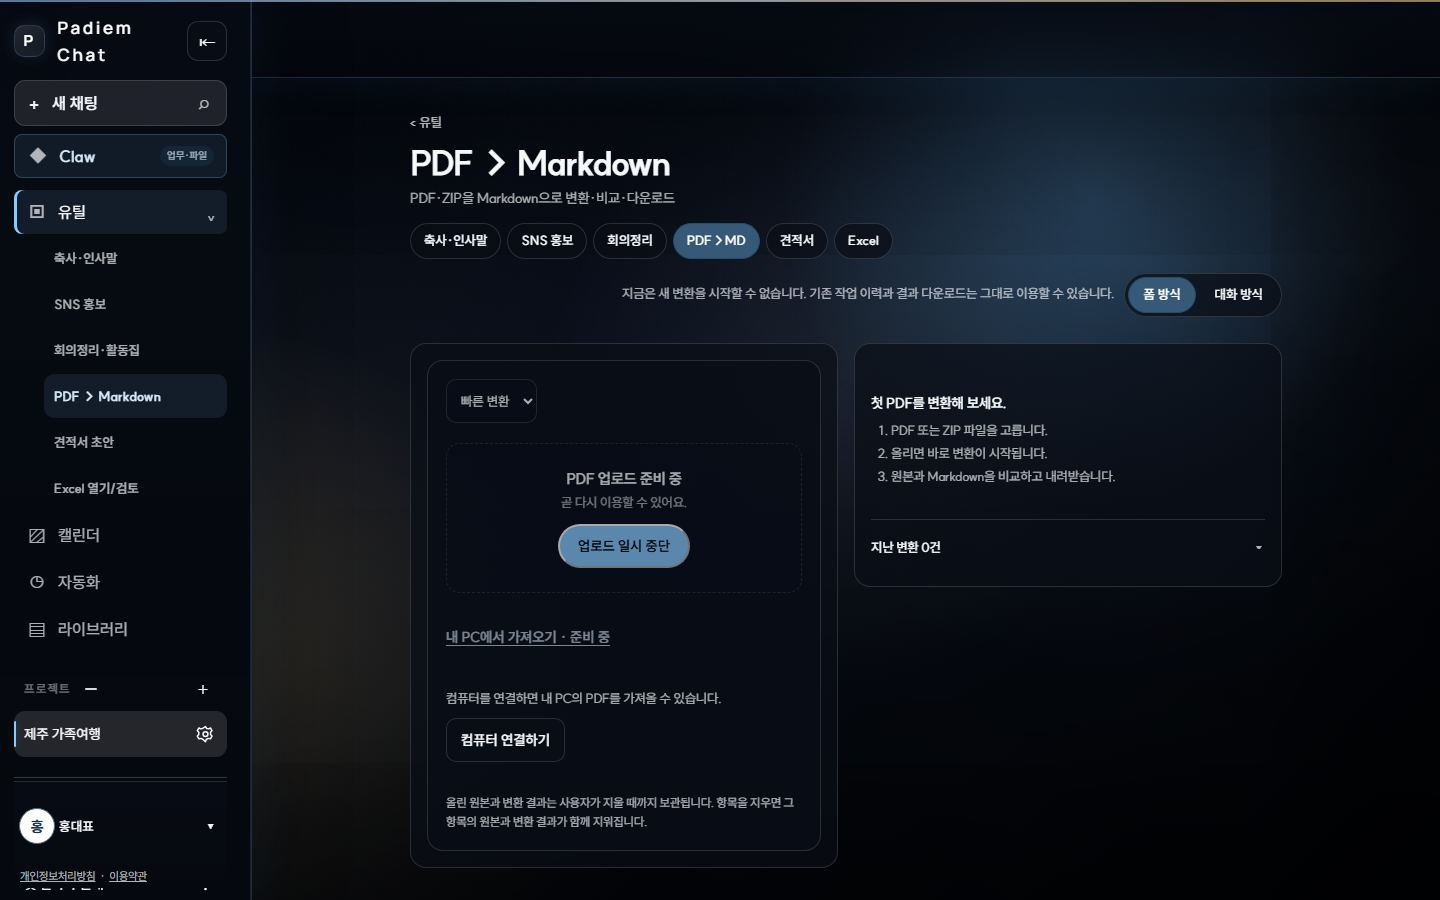 P
Padiem
Chat
+ 새 채팅
Claw 업무·파일
유틸
축사·인사말
SNS 홍보
회의정리·활동집
PDF > Markdown
견적서 초안
Excel 열기/검토
캘린더
자동화
라이브러리
프로젝트
제주 가족여행
홍 홍대표
개인정보처리방침 · 이용약관
< 유틸
PDF > Markdown
PDF·ZIP을 Markdown으로 변환·비교·다운로드
축사·인사말 SNS 홍보 회의정리 PDF > MD 견적서 Excel
지금은 새 변환을 시작할 수 없습니다. 기존 작업 이력과 결과 다운로드는 그대로 이용할 수 있습니다. 폼 방식 대화 방식
빠른 변환
PDF 업로드 준비 중
곧 다시 이용할 수 있어요.
업로드 일시 중단
내 PC에서 가져오기 · 준비 중
컴퓨터를 연결하면 내 PC의 PDF를 가져올 수 있습니다.
컴퓨터 연결하기
올린 원본과 변환 결과는 사용자가 지울 때까지 보관됩니다. 항목을 지우면 그
항목의 원본과 변환 결과가 함께 지워집니다.
첫 PDF를 변환해 보세요.
1. PDF 또는 ZIP 파일을 고릅니다.
2. 올리면 바로 변환이 시작됩니다.
3. 원본과 Markdown을 비교하고 내려받습니다.
지난 변환 0건